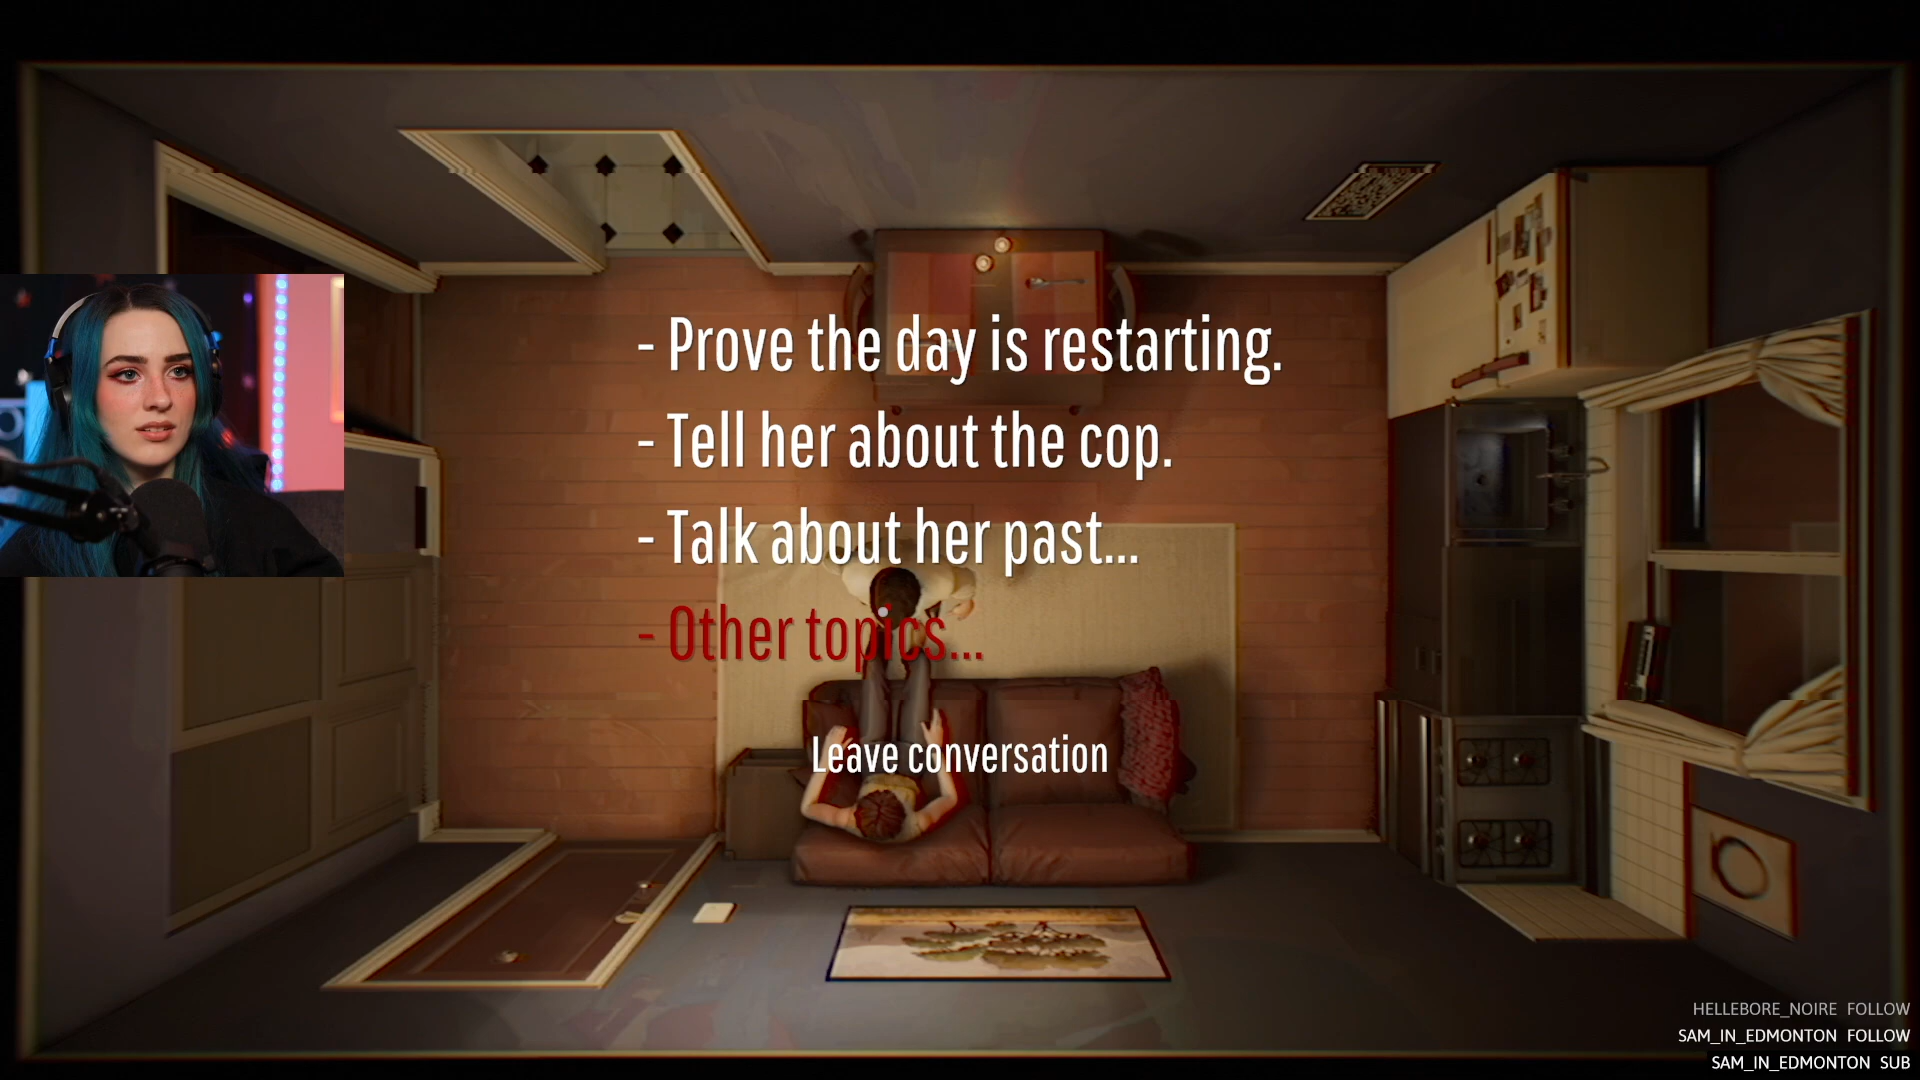 - Prove the day is restarting.
- Tell her about the cop.
- Talk about her past...
- Other topics...
Leave conversation
HELLEBORE_NOIRE FOLLOW
SAM_IN_EDMONTON FOLLOW
SAM_IN_EDMONTON SUB